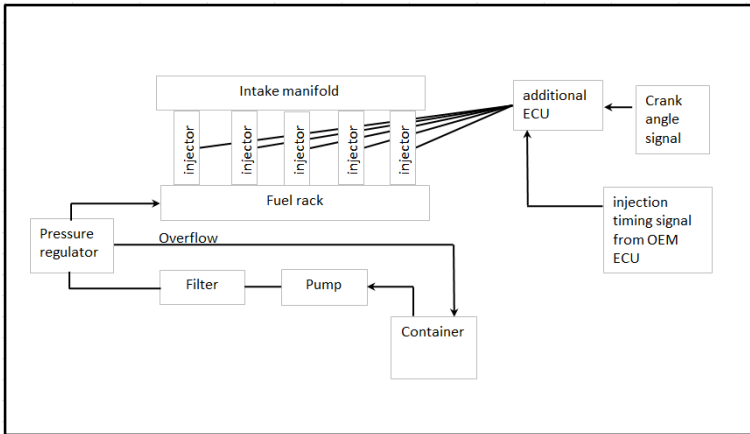 Intake manifold
additional
ECU
Crank
angle
signal
injector
injector
injector
injector
injector
Fuel rack
injection
timing signal
from OEM
ECU
Pressure
regulator
Overflow
Filter
Pump
Container